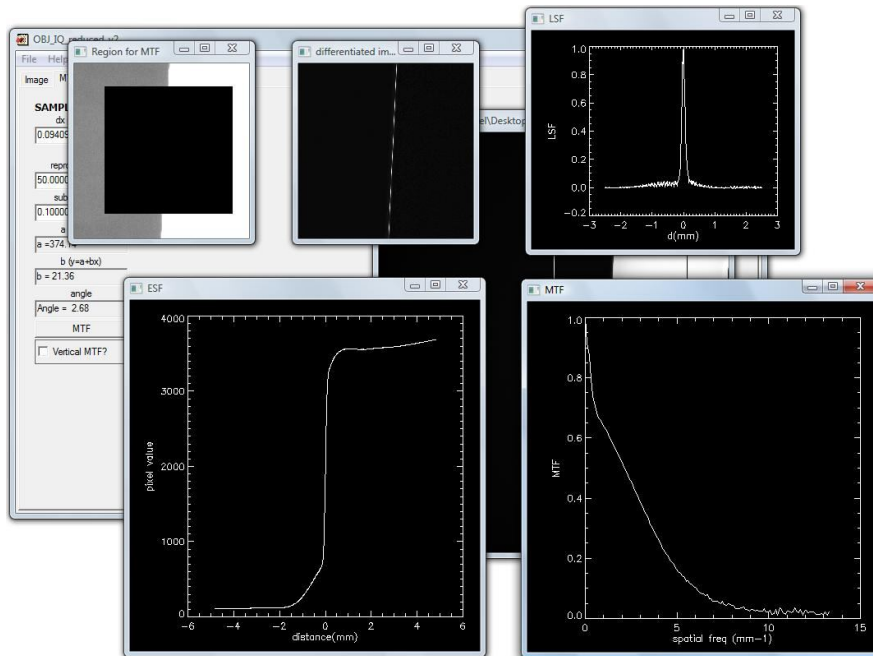 OBJ_IQ_reduced_v2
File Help
Image
SAMPL
dx
0.09409
repro
50.0000
sub
0.10000
a
a =374.14
b (y=a+bx)
b = 21.36
angle
Angle = 2.68
MTF
Vertical MTF?
Region for MTF
differentiated im...
el\Desktop
LSF
1.0
0.8
0.6
0.4
0.2
0.0
-0.2
LSF
-3 -2 -1 0 1 2 3
d(mm)
ESF
4000
3000
2000
1000
0
pixel value
-6 -4 -2 0 2 4 6
distance(mm)
MTF
1.0
0.8
0.6
0.4
0.2
0.0
MTF
0 5 10 15
spatial freq (mm-1)